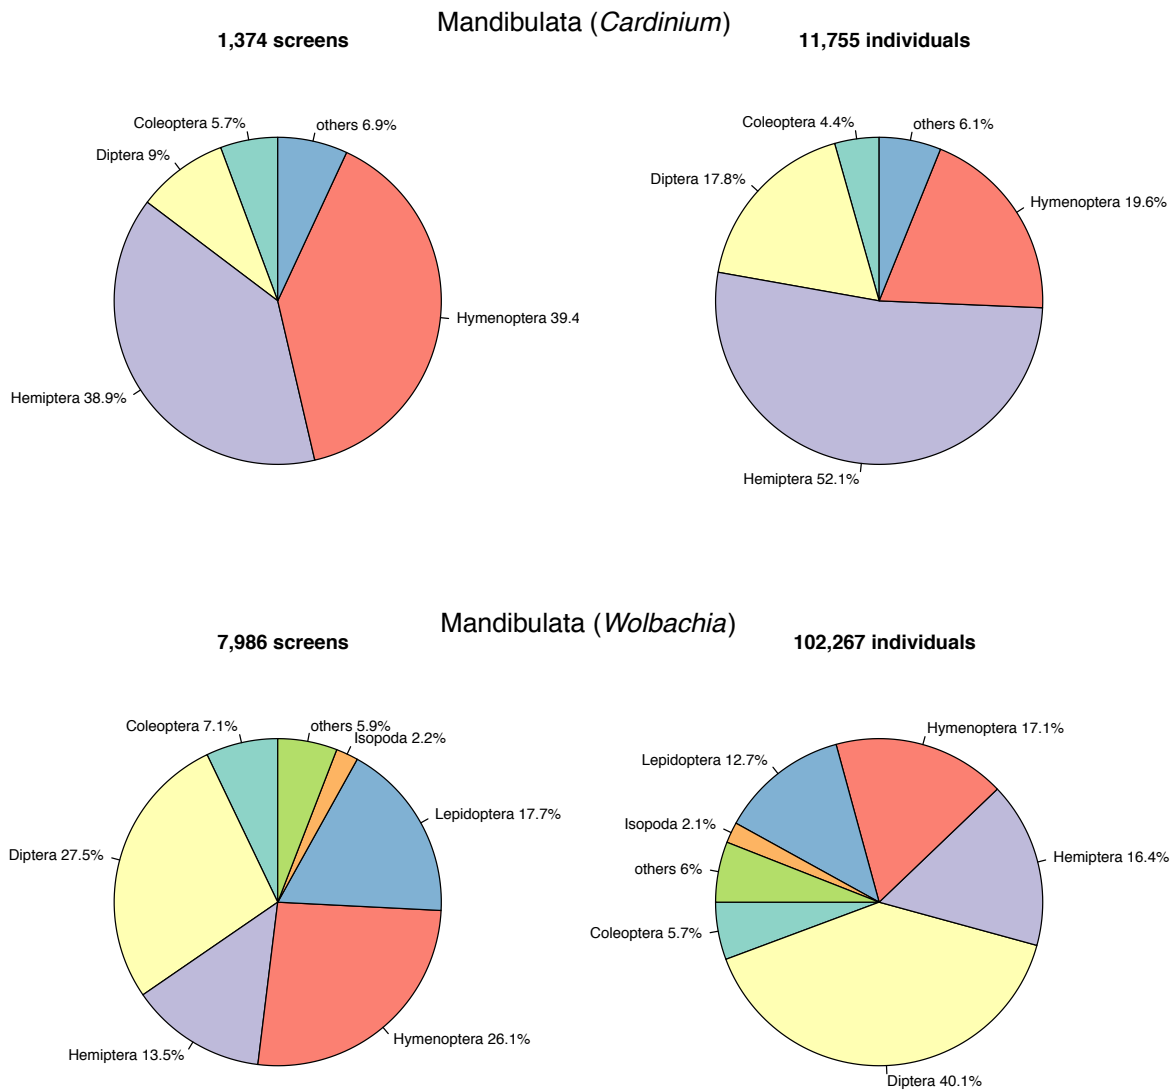 Mandibulata (Cardinium)
1,374 screens
11,755 individuals
Coleoptera 5.7%
others 6.9%
Diptera 9%
Hymenoptera 39.4
Hemiptera 38.9%
Coleoptera 4.4%
others 6.1%
Diptera 17.8%
Hymenoptera 19.6%
Hemiptera 52.1%
Mandibulata (Wolbachia)
7,986 screens
102,267 individuals
Coleoptera 7.1%
others 5.9%
Isopoda 2.2%
Lepidoptera 17.7%
Diptera 27.5%
Hymenoptera 26.1%
Hemiptera 13.5%
Hymenoptera 17.1%
Lepidoptera 12.7%
Isopoda 2.1%
Hemiptera 16.4%
others 6%
Coleoptera 5.7%
Diptera 40.1%